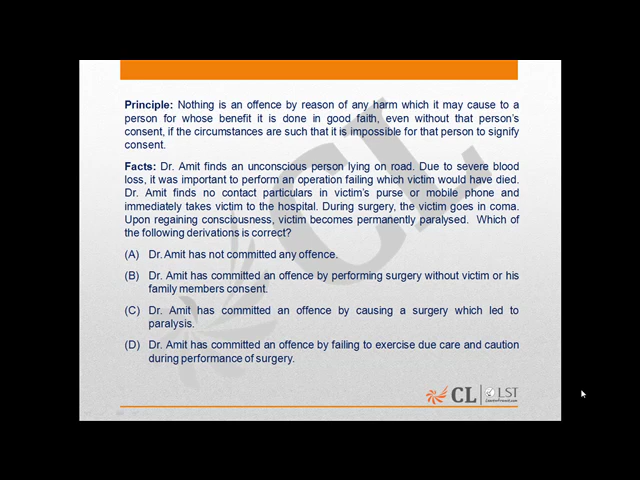 Principle: Nothing is an offence by reason of any harm which it may cause to a
person for whose benefit it is done in good faith, even without that person's
consent, if the circumstances are such that it is impossible for that person to signify
consent.
Facts: Dr. Amit finds an unconscious person lying on road. Due to severe blood
loss, it was important to perform an operation failing which victim would have died.
Dr. Amit finds no contact particulars in victim's purse or mobile phone and
immediately takes victim to the hospital. During surgery, the victim goes in coma.
Upon regaining consciousness, victim becomes permanently paralysed. Which of
the following derivations is correct?
(A) Dr. Amit has not committed any offence.
(B) Dr. Amit has committed an offence by performing surgery without victim or his
family members consent.
(C) Dr. Amit has committed an offence by causing a surgery which led to
paralysis.
(D) Dr. Amit has committed an offence by failing to exercise due care and caution
during performance of surgery.
CL
CL LST